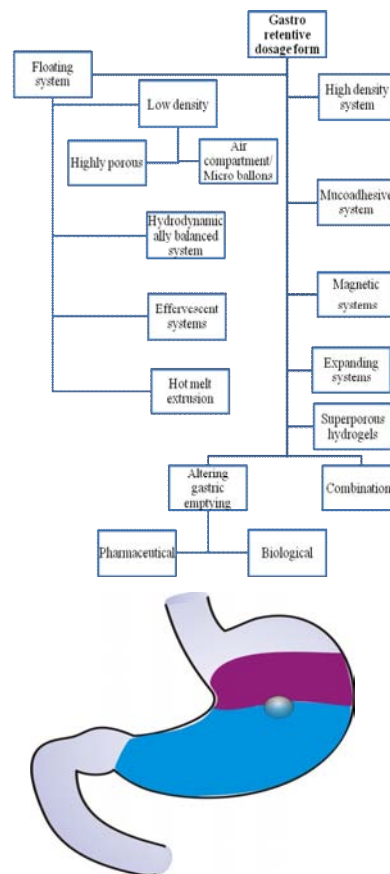 Gastro
retentive
dosage form
Floating
system
Low density
Highly porous
Air
compartment/
Micro ballons
Hydrodynamic
ally balanced
system
Effervescent
systems
Hot melt
extrusion
High density
system
Mucoadhesive
system
Magnetic
systems
Expanding
systems
Superporous
hydrogels
Altering
gastric
emptying
Combination
Pharmaceutical
Biological